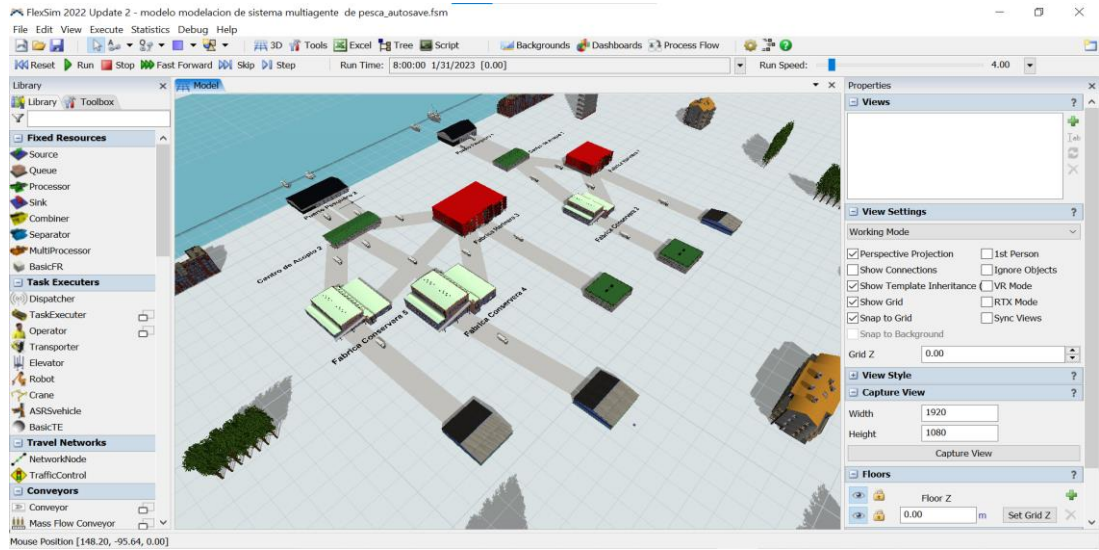 FlexSim 2022 Update 2 - modelo modelacion de sistema multiagente de pesca_autosave.fsm
File Edit View Execute Statistics Debug Help
3D Tools Excel Tree Script Backgrounds Dashboards Process Flow
Reset Run Stop Fast Forward Skip Step Run Time: 8:00:00 1/31/2023 [0.00] Run Speed: 4.00
Library
Library Toolbox
Fixed Resources
Source
Queue
Processor
Sink
Combiner
Separator
MultiProcessor
BasicFR
Task Executers
Dispatcher
TaskExecuter
Operator
Transporter
Elevator
Robot
Crane
ASRSvehicle
BasicTE
Travel Networks
NetworkNode
TrafficControl
Conveyors
Conveyor
Mass Flow Conveyor
Mouse Position [148.20, -95.64, 0.00]
Model
Centro de Acopio 2
Fabrica Harinera 3
Fabrica Conservera 3
Fabrica Conservera 5
Fabrica Conservera 4
Properties
Views
View Settings
Working Mode
Perspective Projection 1st Person
Show Connections Ignore Objects
Show Template Inheritance ( VR Mode
Show Grid RTX Mode
Snap to Grid Sync Views
Snap to Background
Grid Z 0.00
View Style
Capture View
Width 1920
Height 1080
Capture View
Floors
Floor Z
0.00 m Set Grid Z